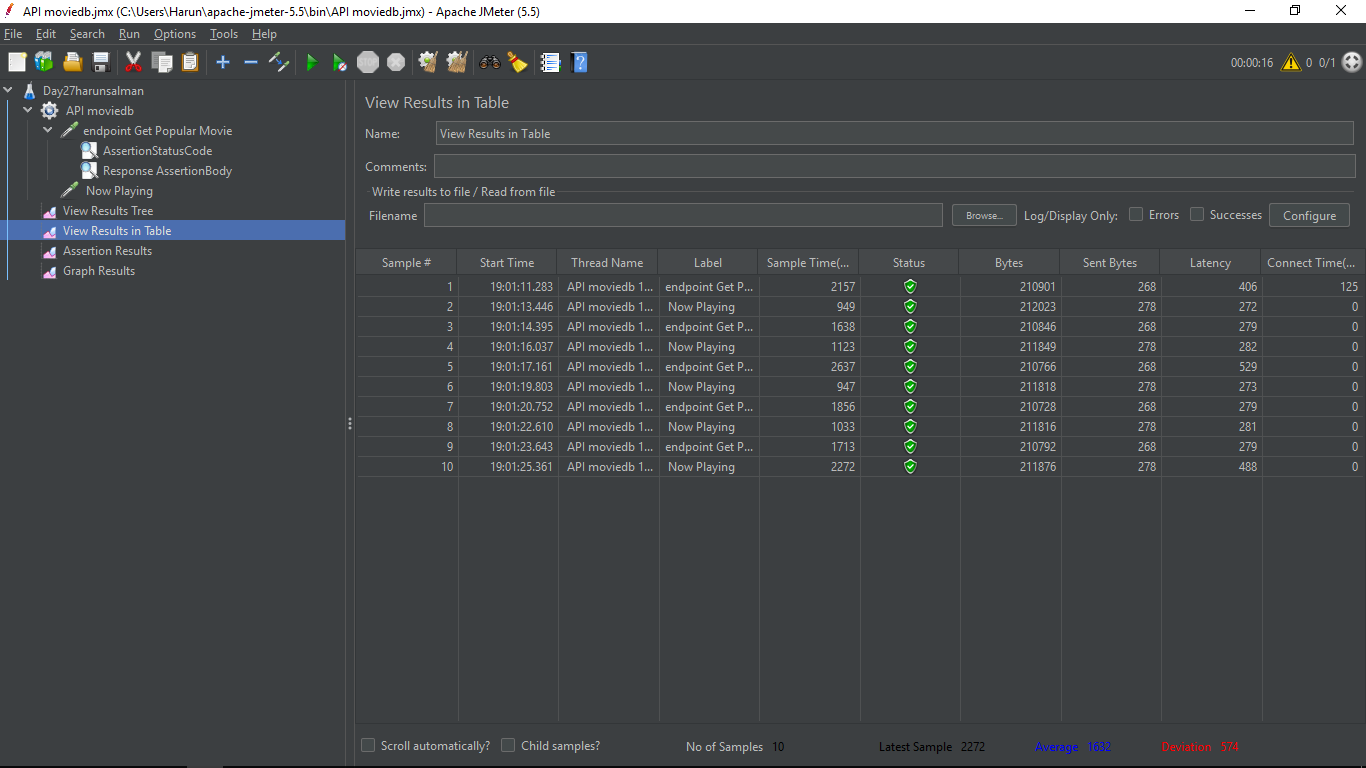 API moviedb.jmx (C:\Users\Harun\apache-jmeter-5.5\bin\API moviedb.jmx) - Apache JMeter (5.5)
File Edit Search Run Options Tools Help
STOP 00:00:16 0 0/1
Day27harunsalman
API moviedb
endpoint Get Popular Movie
AssertionStatusCode
Response AssertionBody
Now Playing
View Results Tree
View Results in Table
Assertion Results
Graph Results
View Results in Table
Name: View Results in Table
Comments:
Write results to file / Read from file
Filename Browse... Log/Display Only: Errors Successes Configure
Sample # Start Time Thread Name Label Sample Time(... Status Bytes Sent Bytes Latency Connect Time(...
1 19:01:11.283 API moviedb 1... endpoint Get P... 2157 210901 268 406 125
2 19:01:13.446 API moviedb 1... Now Playing 949 212023 278 272 0
3 19:01:14.395 API moviedb 1... endpoint Get P... 1638 210846 268 279 0
4 19:01:16.037 API moviedb 1... Now Playing 1123 211849 278 282 0
5 19:01:17.161 API moviedb 1... endpoint Get P... 2637 210766 268 529 0
6 19:01:19.803 API moviedb 1... Now Playing 947 211818 278 273 0
7 19:01:20.752 API moviedb 1... endpoint Get P... 1856 210728 268 279 0
8 19:01:22.610 API moviedb 1... Now Playing 1033 211816 278 281 0
9 19:01:23.643 API moviedb 1... endpoint Get P... 1713 210792 268 279 0
10 19:01:25.361 API moviedb 1... Now Playing 2272 211876 278 488 0
Scroll automatically? Child samples? No of Samples 10 Latest Sample 2272 Average 1632 Deviation 574